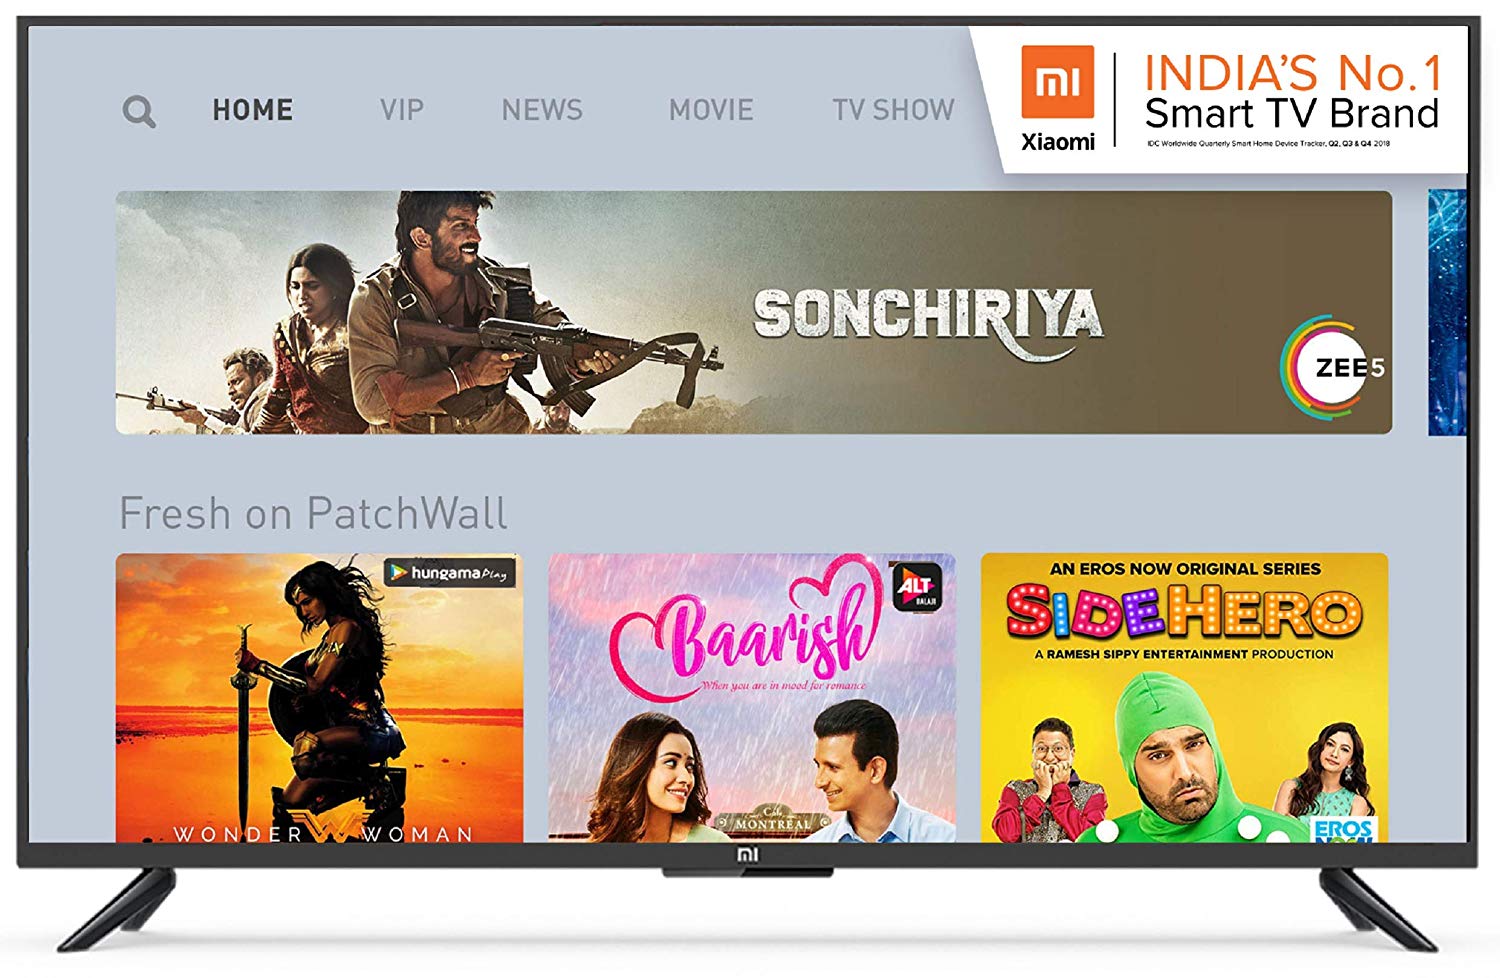 HOME VIP NEWS MOVIE TV SHOW
mi
Xiaomi
INDIA'S No.1
Smart TV Brand
IDC Worldwide Quarterly Smart Home Device Tracker, Q2, Q3 & Q4 2018
SONCHIRIYA
ZEE5
Fresh on PatchWall
hungama Play
WONDER WOMAN
ALT
BALAJI
Baarish
When you are in mood for romance
Cafe
MONTREAL
AN EROS NOW ORIGINAL SERIES
SIDEHERO
A RAMESH SIPPY ENTERTAINMENT PRODUCTION
EROS
NOW
mi